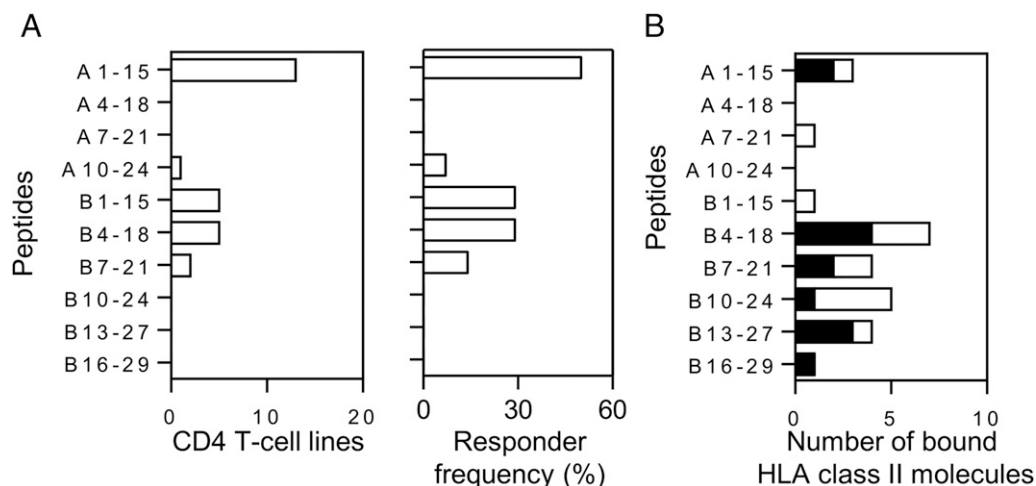 A
B
Peptides
A 1-15
A 4-18
A 7-21
A 10-24
B 1-15
B 4-18
B 7-21
B 10-24
B 13-27
B 16-29
0 10 20
CD4 T-cell lines
0 30 60
Responder
frequency (%)
Peptides
A 1-15
A 4-18
A 7-21
A 10-24
B 1-15
B 4-18
B 7-21
B 10-24
B 13-27
B 16-29
0 5 10
Number of bound
HLA class II molecules